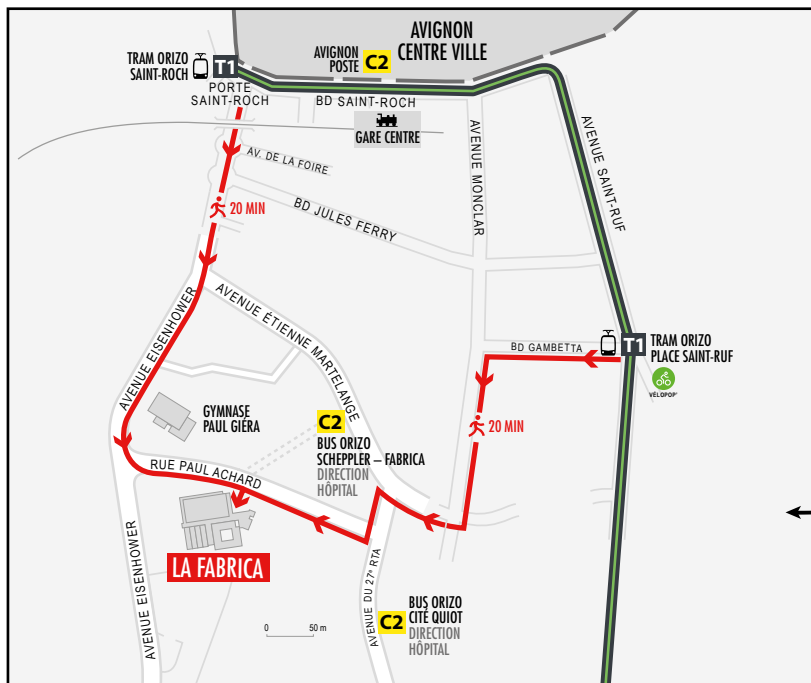 AVIGNON
CENTRE VILLE
AVIGNON
POSTE
C2
TRAM ORIZO
SAINT-ROCH
T1
PORTE
SAINT-ROCH
BD SAINT-ROCH
GARE CENTRE
AV. DE LA FOIRE
AVENUE MONCLAR
AVENUE SAINT-RUF
20 MIN
BD JULES FERRY
AVENUE EISENHOWER
AVENUE ÉTIENNE MARTELANGE
BD GAMBETTA
T1
TRAM ORIZO
PLACE SAINT-RUF
VÉLOPOP'
GYMNASE
PAUL GIÉRA
C2
BUS ORIZO
SCHEPPLER – FABRICA
DIRECTION
HÔPITAL
20 MIN
RUE PAUL ACHARD
LA FABRICA
AVENUE EISENHOWER
AVENUE DU 27ᵉ RTA
0 50 m
C2
BUS ORIZO
CITÉ QUIOT
DIRECTION
HÔPITAL